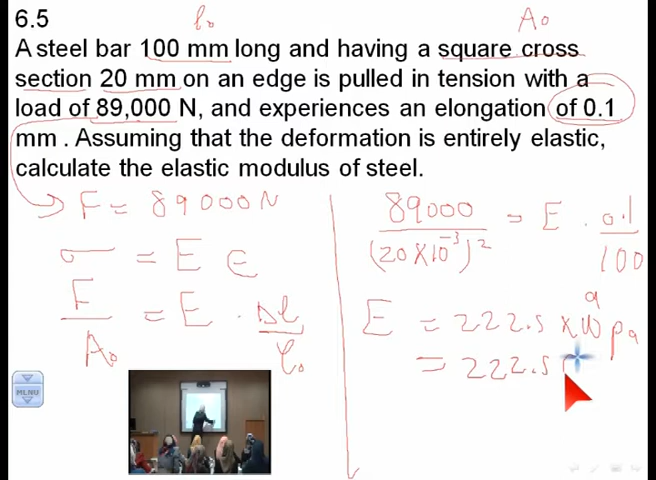 6.5
l₀ A₀
A steel bar 100 mm long and having a square cross
section 20 mm on an edge is pulled in tension with a
load of 89,000 N, and experiences an elongation of 0.1
mm . Assuming that the deformation is entirely elastic,
calculate the elastic modulus of steel.
F = 89000N
σ = E ϵ
F/A₀ = E · Δl/l₀
89000/(20×10⁻³)² = E · 0.1/100
E = 222.5 × 10⁹ Pa
= 222.5
MENU